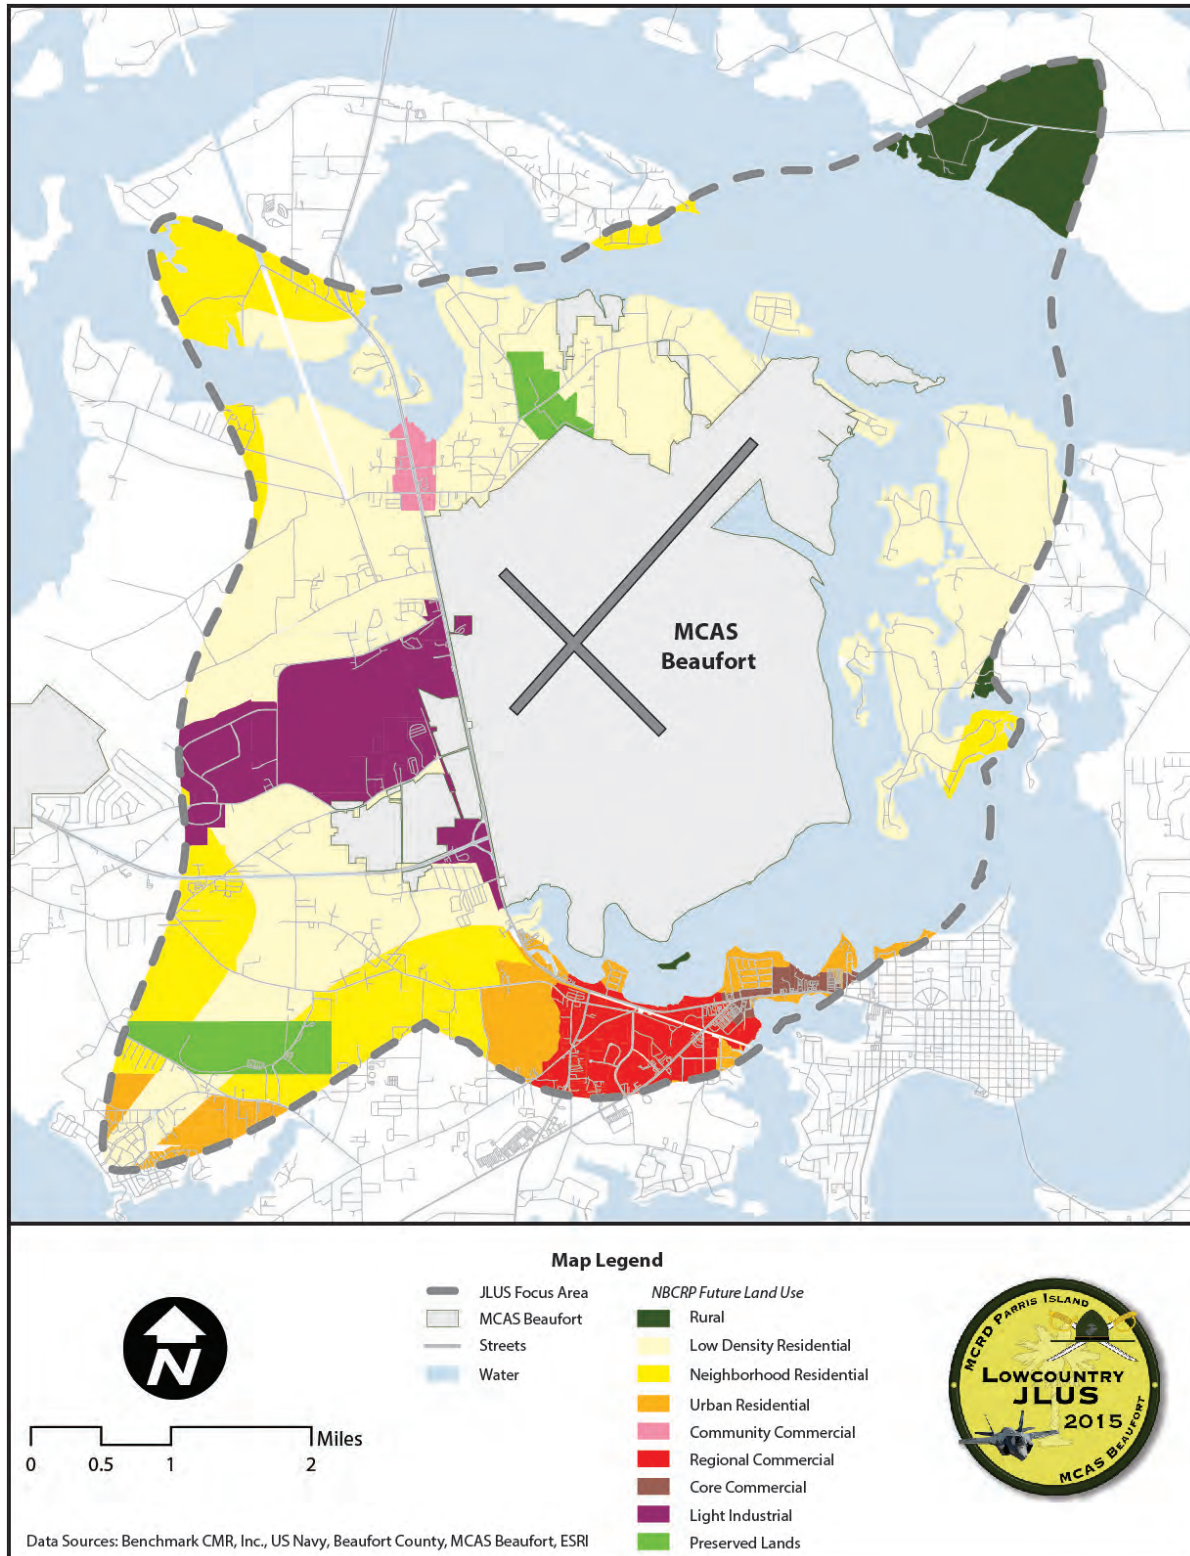 MCAS
Beaufort
Map Legend
JLUS Focus Area
MCAS Beaufort
Streets
Water
NBCRP Future Land Use
Rural
Low Density Residential
Neighborhood Residential
Urban Residential
Community Commercial
Regional Commercial
Core Commercial
Light Industrial
Preserved Lands
N
Miles
0 0.5 1 2
Data Sources: Benchmark CMR, Inc., US Navy, Beaufort County, MCAS Beaufort, ESRI
MCRD PARRIS ISLAND
LOWCOUNTRY
JLUS
2015
MCAS BEAUFORT